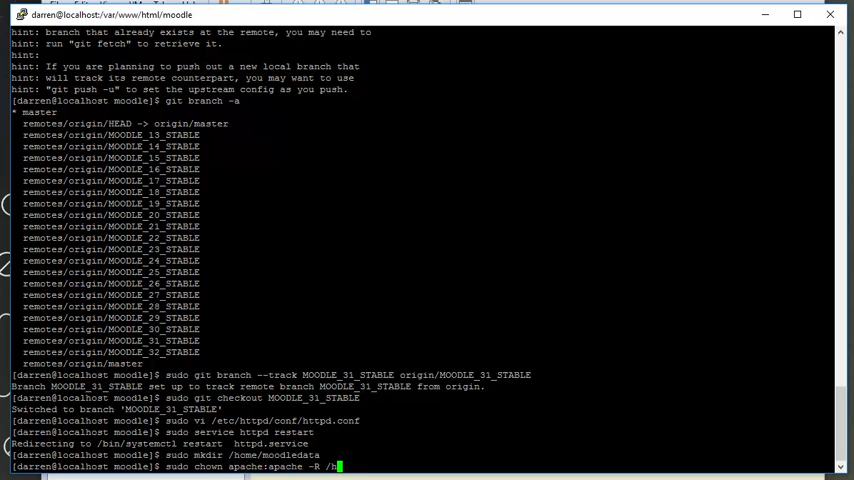 darren@localhost:/var/www/html/moodle
hint: branch that already exists at the remote, you may need to
hint: run "git fetch" to retrieve it.
hint:
hint: If you are planning to push out a new local branch that
hint: will track its remote counterpart, you may want to use
hint: "git push -u" to set the upstream config as you push.
[darren@localhost moodle]$ git branch -a
* master
remotes/origin/HEAD -> origin/master
remotes/origin/MOODLE_13_STABLE
remotes/origin/MOODLE_14_STABLE
remotes/origin/MOODLE_15_STABLE
remotes/origin/MOODLE_16_STABLE
remotes/origin/MOODLE_17_STABLE
remotes/origin/MOODLE_18_STABLE
remotes/origin/MOODLE_19_STABLE
remotes/origin/MOODLE_20_STABLE
remotes/origin/MOODLE_21_STABLE
remotes/origin/MOODLE_22_STABLE
remotes/origin/MOODLE_23_STABLE
remotes/origin/MOODLE_24_STABLE
remotes/origin/MOODLE_25_STABLE
remotes/origin/MOODLE_26_STABLE
remotes/origin/MOODLE_27_STABLE
remotes/origin/MOODLE_28_STABLE
remotes/origin/MOODLE_29_STABLE
remotes/origin/MOODLE_30_STABLE
remotes/origin/MOODLE_31_STABLE
remotes/origin/MOODLE_32_STABLE
remotes/origin/master
[darren@localhost moodle]$ sudo git branch --track MOODLE_31_STABLE origin/MOODLE_31_STABLE
Branch MOODLE_31_STABLE set up to track remote branch MOODLE_31_STABLE from origin.
[darren@localhost moodle]$ sudo git checkout MOODLE_31_STABLE
Switched to branch 'MOODLE_31_STABLE'
[darren@localhost moodle]$ sudo vi /etc/httpd/conf/httpd.conf
[darren@localhost moodle]$ sudo service httpd restart
Redirecting to /bin/systemctl restart  httpd.service
[darren@localhost moodle]$ sudo mkdir /home/moodledata
[darren@localhost moodle]$ sudo chown apache:apache -R /h